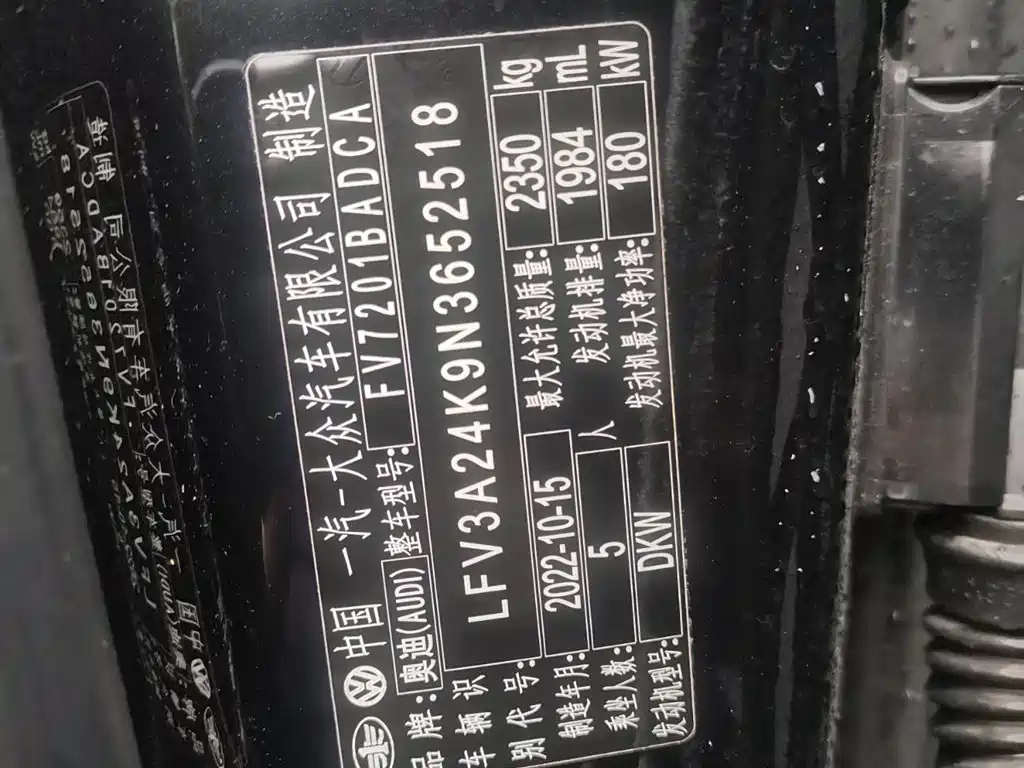 中国 一汽-大众汽车有限公司 制造
品牌: 奥迪(AUDI) 整车型号: FV7201BADCA
车辆识别代号: LFV3A24K9N3652518
制造年月: 2022-10-15 最大允许总质量: 2350 kg
乘坐人数: 5 人 发动机排量: 1984 mL
发动机型号: DKW 发动机最大净功率: 180 kW